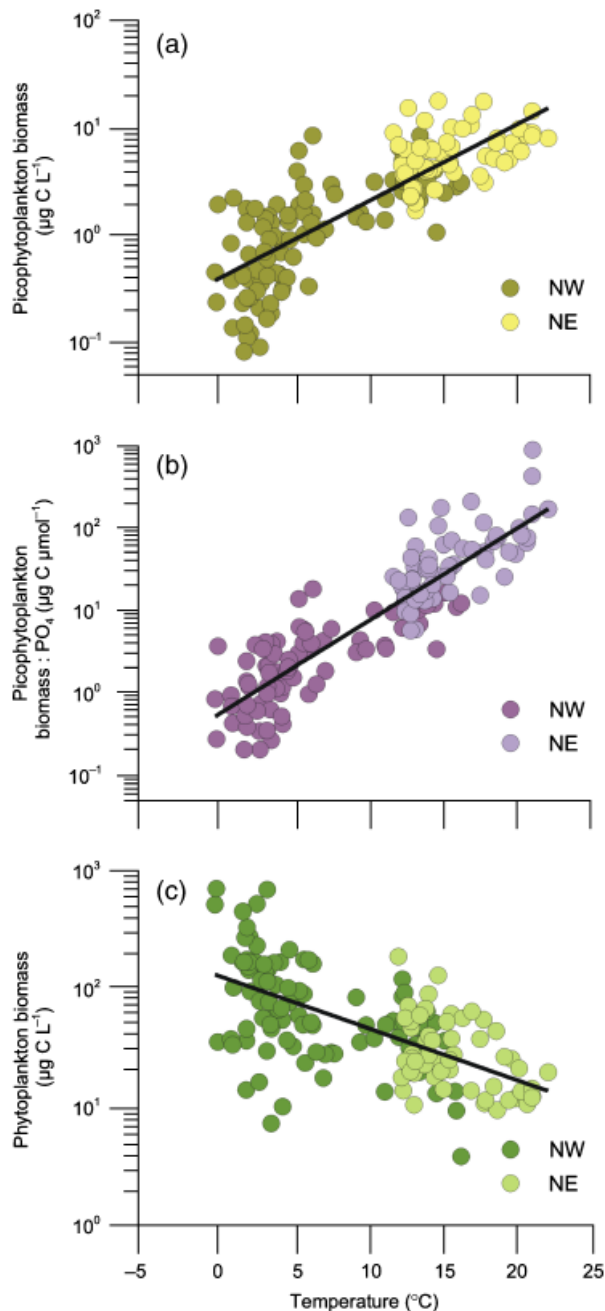 (a)
10²
10¹
10⁰
10⁻¹
Picophytoplankton biomass
(µg C L⁻¹)
NW
NE
(b)
10³
10²
10¹
10⁰
10⁻¹
Picophytoplankton
biomass : PO₄ (µg C µmol⁻¹)
NW
NE
(c)
10³
10²
10¹
10⁰
Phytoplankton biomass
(µg C L⁻¹)
NW
NE
–5 0 5 10 15 20 25
Temperature (°C)